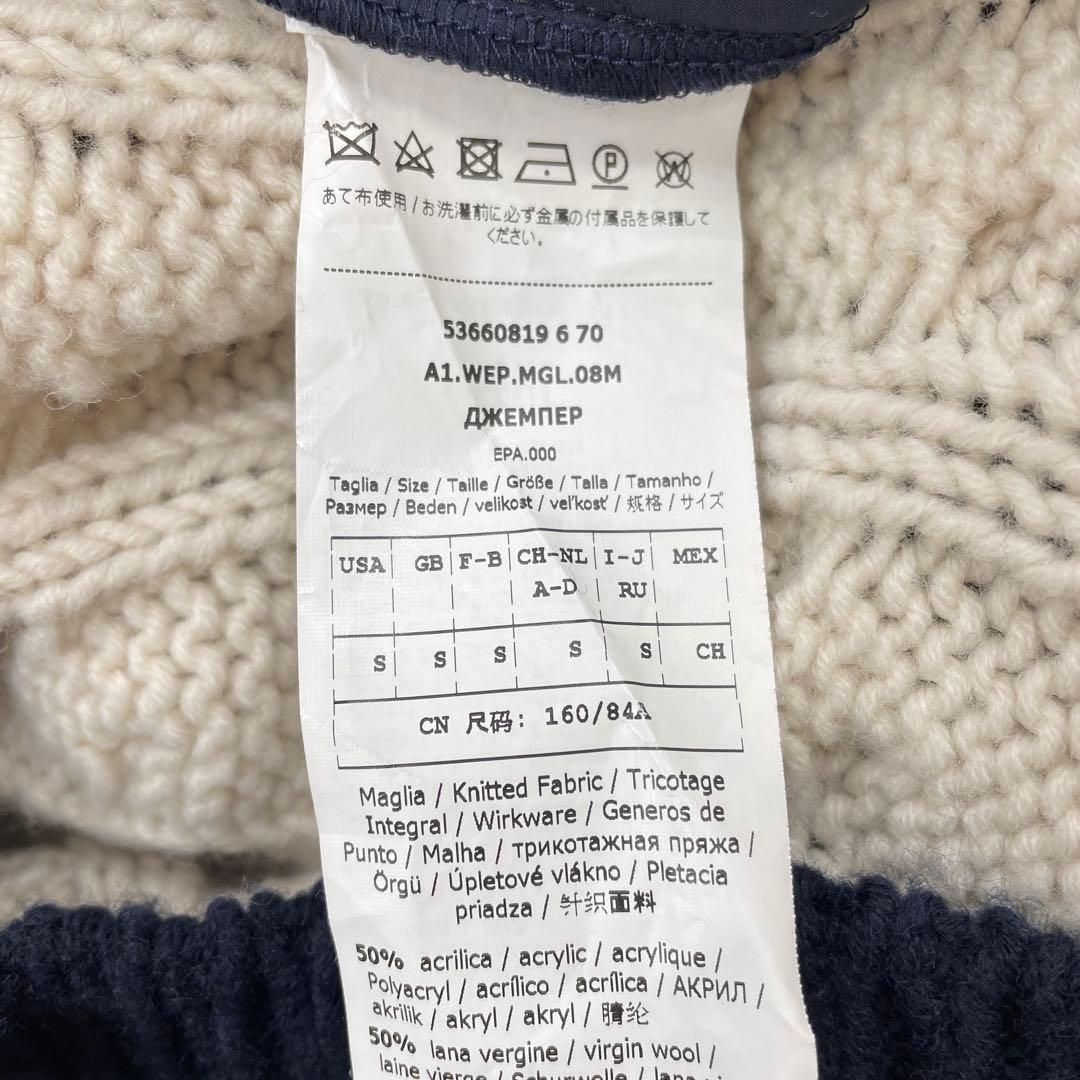 P W
あて布使用 / お洗濯前に必ず金属の付属品を保護して
ください。
53660819 6 70
A1.WEP.MGL.08M
ДЖЕМПЕР
EPA.000
Taglia / Size / Taille / Größe / Talla / Tamanho /
Размер / Beden / velikost / veľkosť / 规格 / サイズ
USA GB F-B CH-NL I-J MEX
A-D RU
S S S S S CH
CN 尺码: 160/84A
Maglia / Knitted Fabric / Tricotage
Integral / Wirkware / Generos de
Punto / Malha / трикотажная пряжа /
Örgü / Úpletové vlákno / Pletacia
priadza / 针织面料
50% acrilica / acrylic / acrylique /
Polyacryl / acrílico / acrílica / АКРИЛ /
akrilik / akryl / akryl / 腈纶
50% lana vergine / virgin wool /
laine vierge / Schurwolle / lana